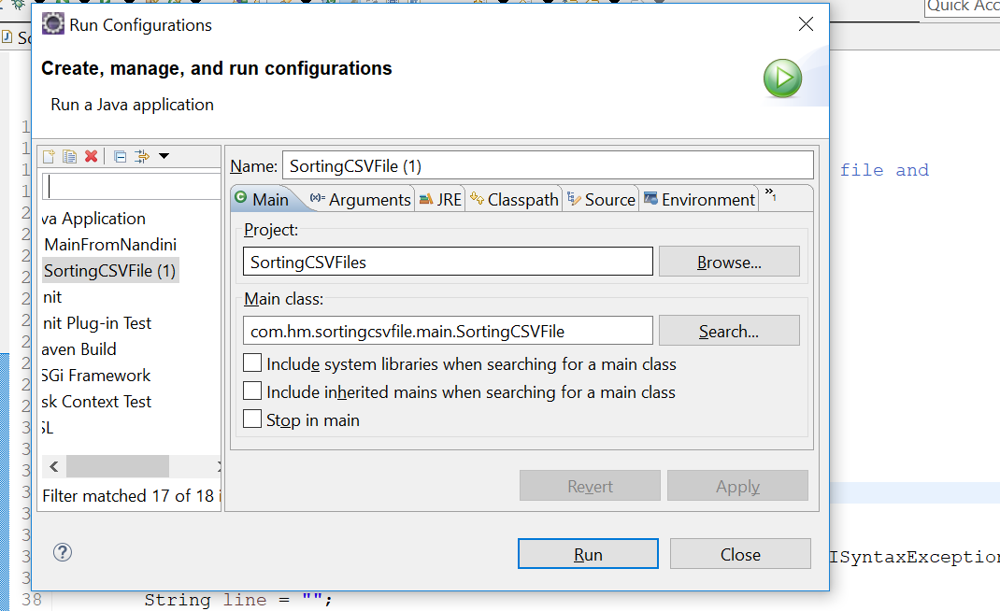 Quick Acc
Run Configurations
Create, manage, and run configurations
Run a Java application
Name: SortingCSVFile (1)
file and
Main (x)= Arguments JRE Classpath Source Environment »1
va Application
MainFromNandini
SortingCSVFile (1)
nit
nit Plug-in Test
aven Build
SGi Framework
sk Context Test
SL
Filter matched 17 of 18 i
Project:
SortingCSVFiles Browse...
Main class:
com.hm.sortingcsvfile.main.SortingCSVFile Search...
Include system libraries when searching for a main class
Include inherited mains when searching for a main class
Stop in main
Revert Apply
Run Close
ISyntaxException
38 String line = "";